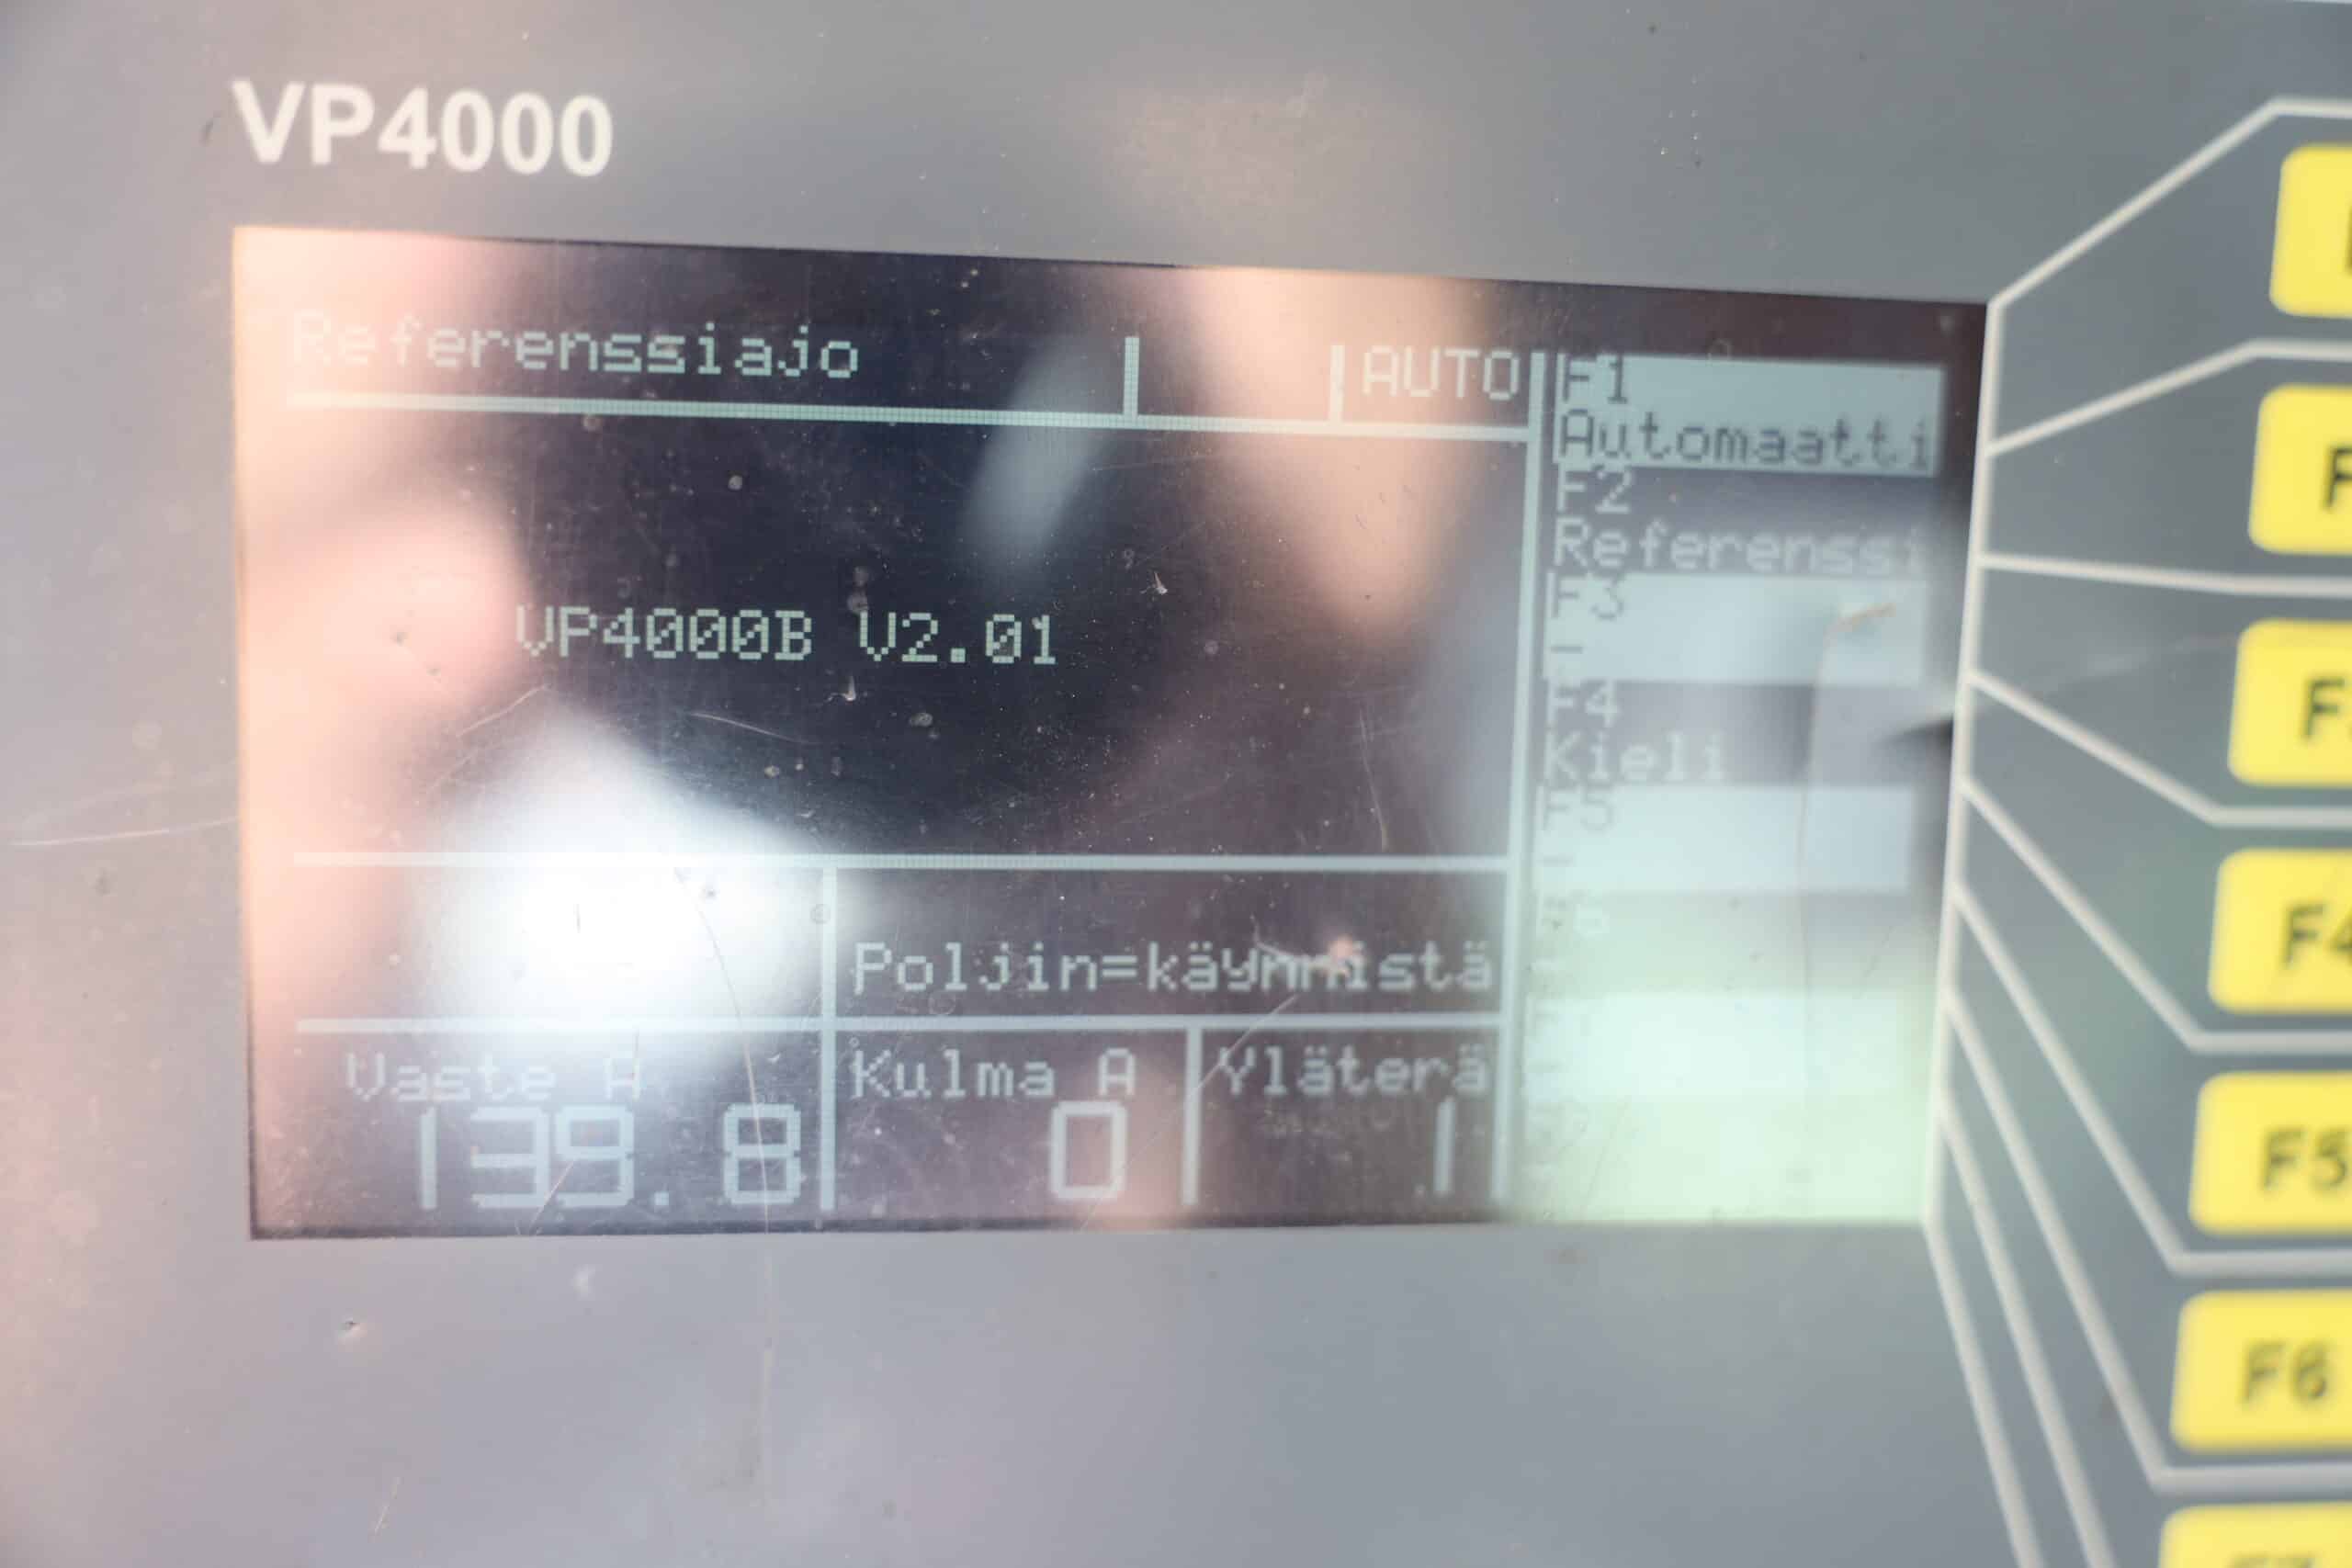 VP4000
Referenssiajo
AUTO
F1
Automaatti
F2
Referenssi
F3
-
F4
Kieli
F5
-
VP4000B V2.01
Poljin=käynnistä
Vaste A
Kulma A
Yläterä
139.8
0
1
F4
F5
F6